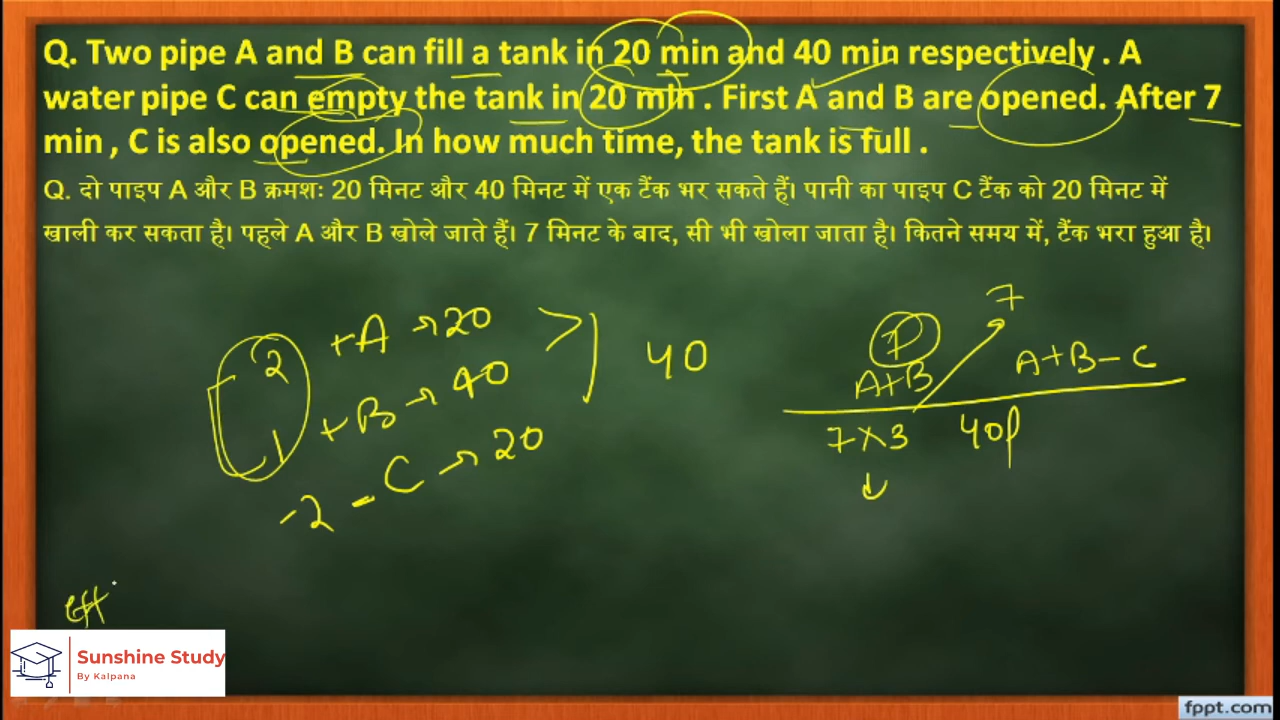 Q. Two pipe A and B can fill a tank in 20 min and 40 min respectively . A
water pipe C can empty the tank in 20 min . First A and B are opened. After 7
min , C is also opened. In how much time, the tank is full .
Q. दो पाइप A और B क्रमशः 20 मिनट और 40 मिनट में एक टैंक भर सकते हैं। पानी का पाइप C टैंक को 20 मिनट में
खाली कर सकता है। पहले A और B खोले जाते हैं। 7 मिनट के बाद, सी भी खोला जाता है। कितने समय में, टैंक भरा हुआ है।
2 +A → 20
1 +B → 40
-2 - C → 20
40
7
A+B
A+B-C
7×3
eff
Sunshine Study
By Kalpana
fppt.com